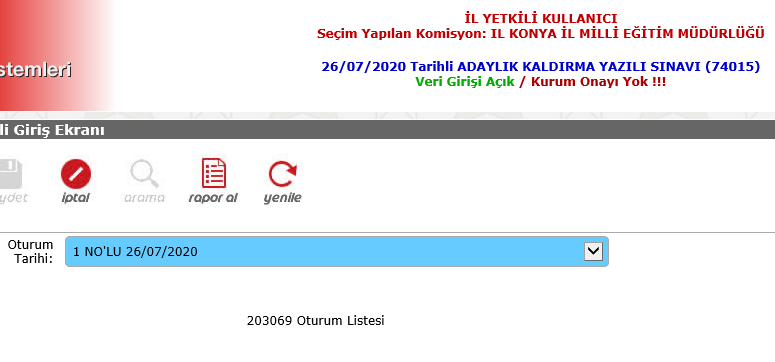 İL YETKİLİ KULLANICI
Seçim Yapılan Komisyon: IL KONYA İL MİLLİ EĞİTİM MÜDÜRLÜĞÜ
stemleri
26/07/2020 Tarihli ADAYLIK KALDIRMA YAZILI SINAVI (74015)
Veri Girişi Açık / Kurum Onayı Yok !!!
li Giriş Ekranı
ydet iptal arama rapor al yenile
Oturum
Tarihi:
1 NO'LU 26/07/2020
203069 Oturum Listesi